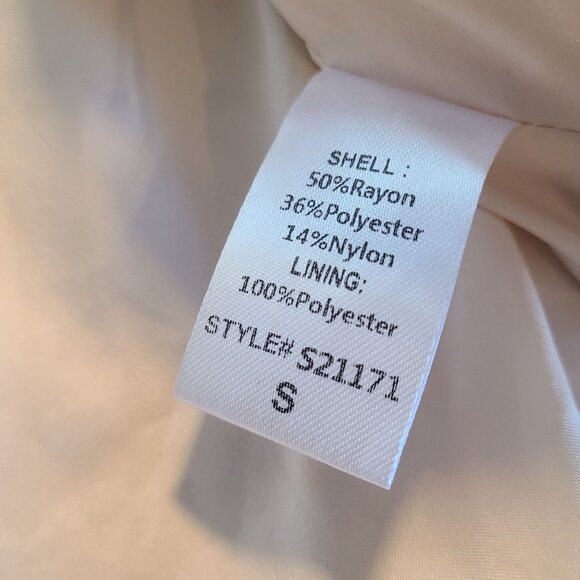 SHELL :
50%Rayon
36%Polyester
14%Nylon
LINING:
100%Polyester
STYLE# S21171
S